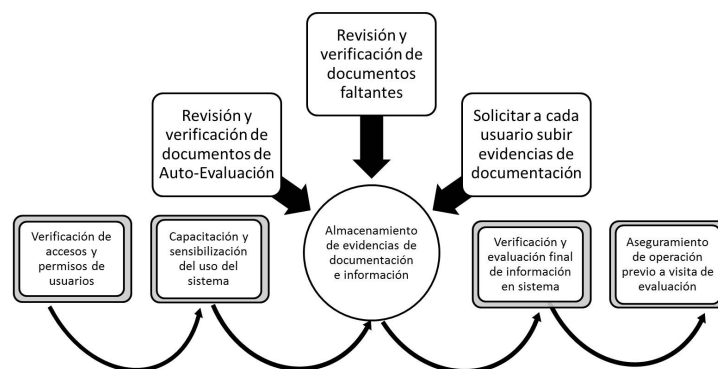 Revisión y
verificación de
documentos
faltantes
Revisión y
verificación de
documentos de
Auto-Evaluación
Solicitar a cada
usuario subir
evidencias de
documentación
Verificación de
accesos y
permisos de
usuarios
Capacitación y
sensibilización
del uso del
sistema
Almacenamiento
de evidencias de
documentación
e información
Verificación y
evaluación final
de información
en sistema
Aseguramiento
de operación
previo a visita de
evaluación